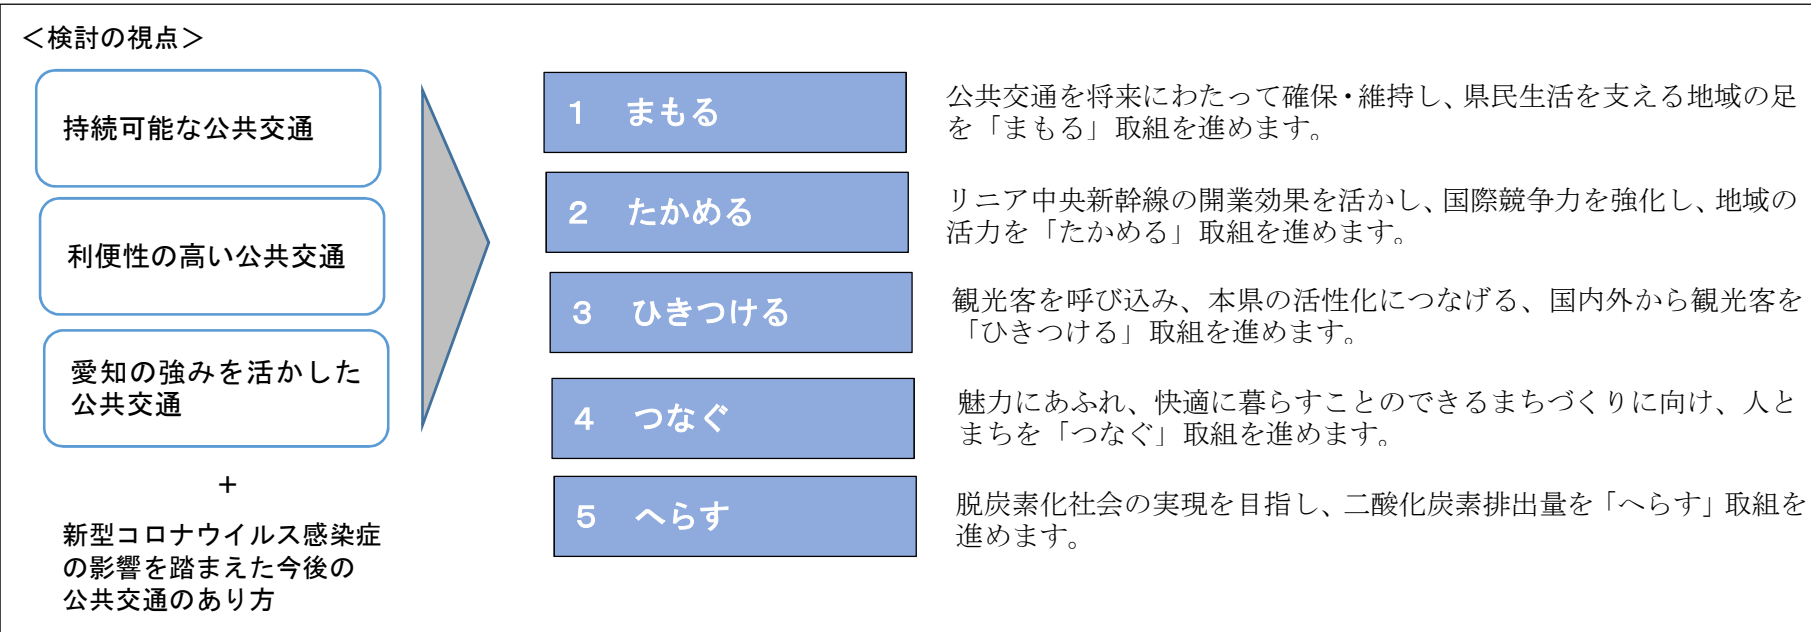 ＜検討の視点＞
持続可能な公共交通
利便性の高い公共交通
愛知の強みを活かした
公共交通
＋
新型コロナウイルス感染症
の影響を踏まえた今後の
公共交通のあり方
１　まもる
公共交通を将来にわたって確保・維持し、県民生活を支える地域の足
を「まもる」取組を進めます。
２　たかめる
リニア中央新幹線の開業効果を活かし、国際競争力を強化し、地域の
活力を「たかめる」取組を進めます。
３　ひきつける
観光客を呼び込み、本県の活性化につなげる、国内外から観光客を
「ひきつける」取組を進めます。
４　つなぐ
魅力にあふれ、快適に暮らすことのできるまちづくりに向け、人と
まちを「つなぐ」取組を進めます。
５　へらす
脱炭素化社会の実現を目指し、二酸化炭素排出量を「へらす」取組を
進めます。